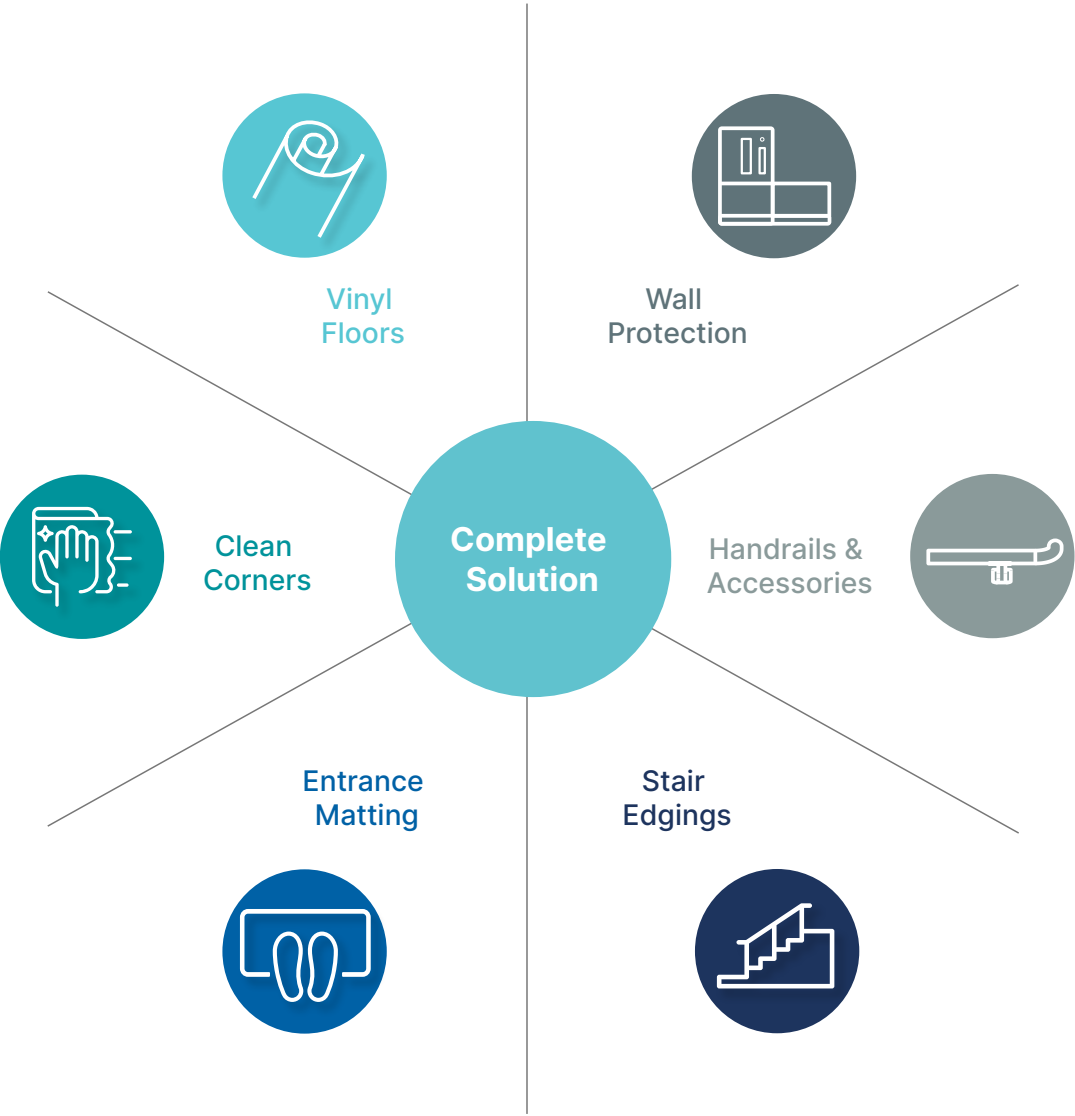 Vinyl
Floors
Wall
Protection
Clean
Corners
Complete
Solution
Handrails &
Accessories
Entrance
Matting
Stair
Edgings